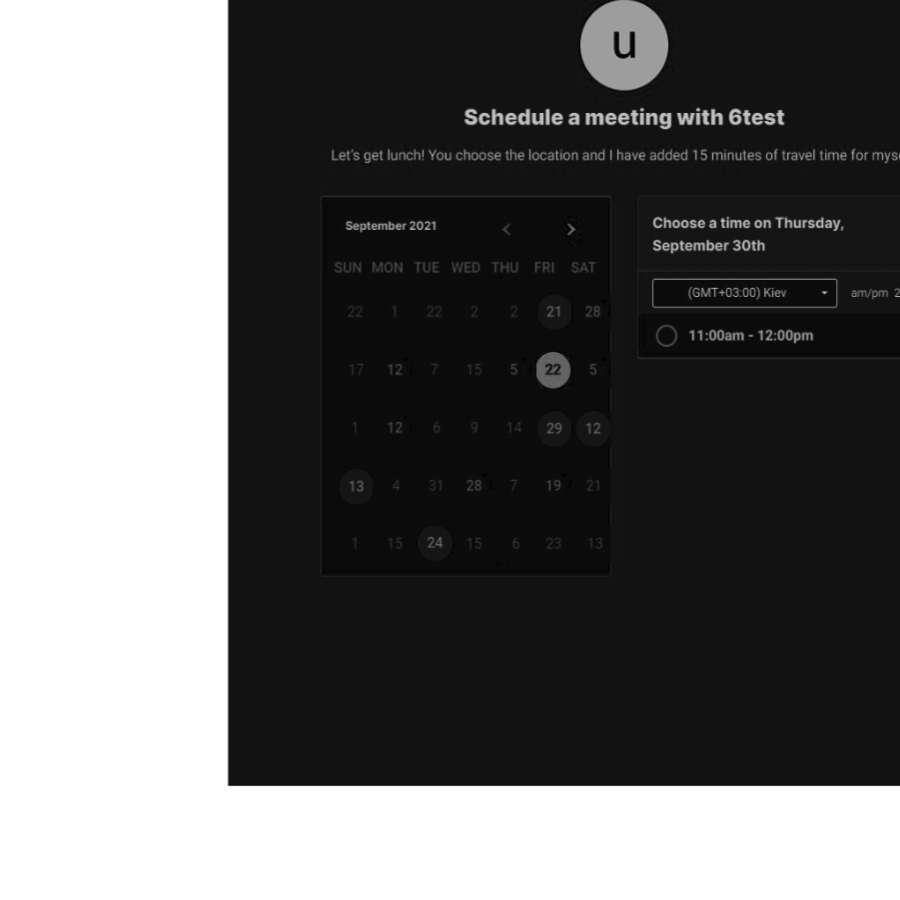 u
Schedule a meeting with 6test
Let's get lunch! You choose the location and I have added 15 minutes of travel time for
September 2021
SUN MON TUE WED THU FRI SAT
22 1 22 2 2 21 28
17 12 7 15 5 22 5
1 12 6 9 14 29 12
13 4 31 28 7 19 21
1 15 24 15 6 23 13
Choose a time on Thursday,
September 30th
(GMT+03:00) Kiev
am/pm 2
11:00am - 12:00pm